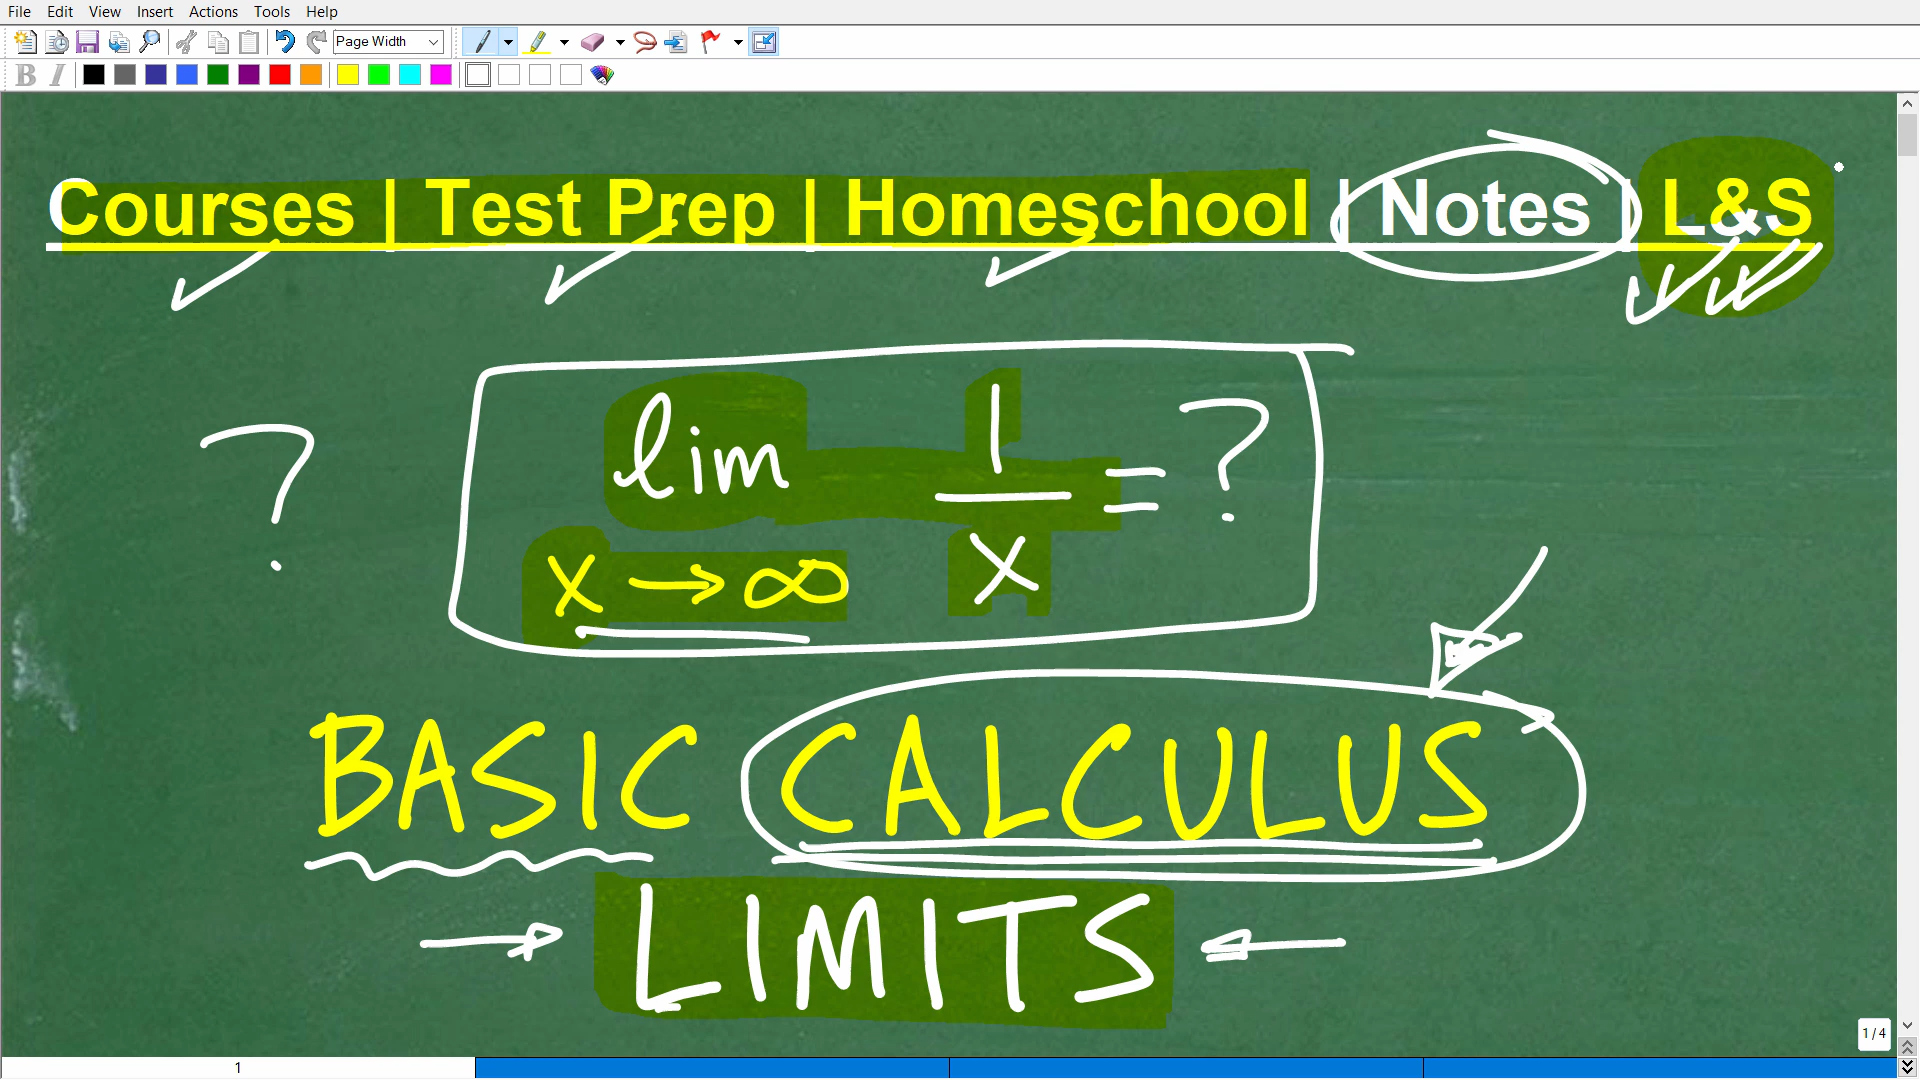 File Edit View Insert Actions Tools Help
Page Width
B I
Courses | Test Prep | Homeschool | Notes | L&S
? lim 1/x = ?
x → ∞
BASIC CALCULUS
LIMITS
1 / 4
1